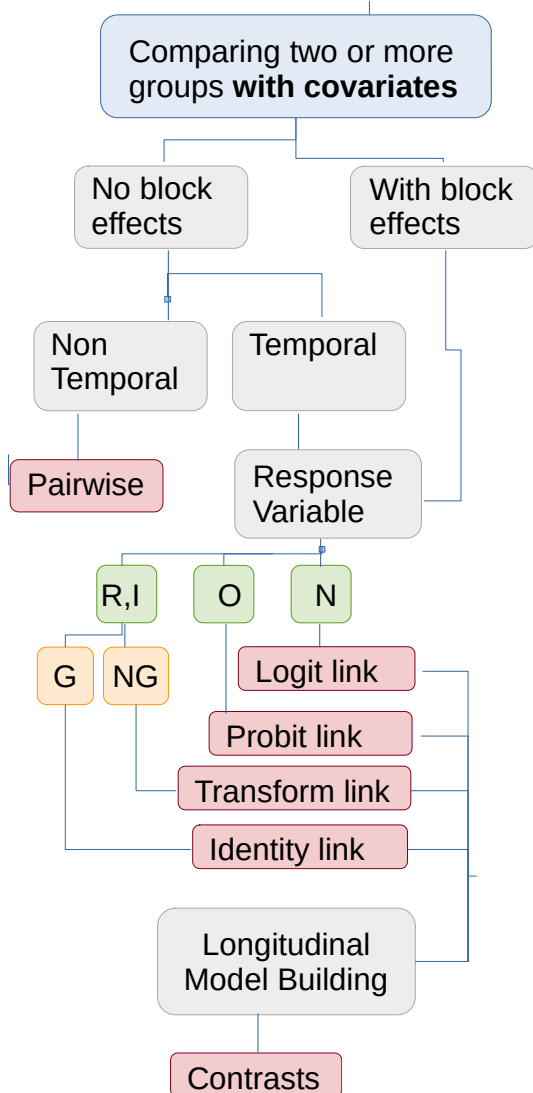 Comparing two or more
groups with covariates
No block
effects
With block
effects
Non
Temporal
Temporal
Pairwise
Response
Variable
R,I
O
N
G
NG
Logit link
Probit link
Transform link
Identity link
Longitudinal
Model Building
Contrasts